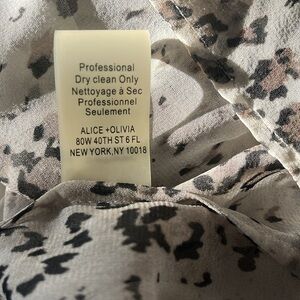 Professional
Dry clean Only
Nettoyage à Sec
Professionnel
Seulement
ALICE +OLIVIA
80W 40TH ST 6 FL
NEW YORK,NY 10018